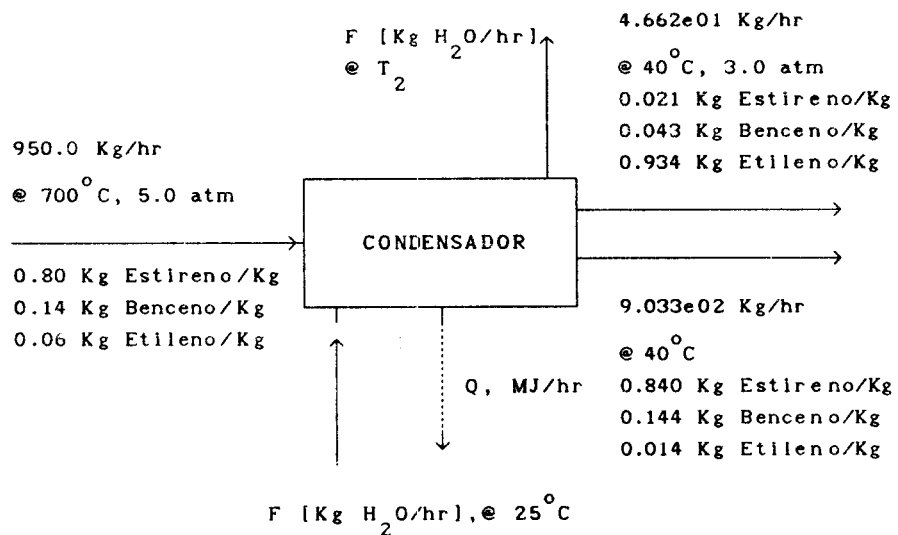 F [Kg H2O/hr]
@ T2
4.662e01 Kg/hr
@ 40°C, 3.0 atm
0.021 Kg Estireno/Kg
0.043 Kg Benceno/Kg
0.934 Kg Etileno/Kg
950.0 Kg/hr
@ 700°C, 5.0 atm
CONDENSADOR
0.80 Kg Estireno/Kg
0.14 Kg Benceno/Kg
0.06 Kg Etileno/Kg
9.033e02 Kg/hr
@ 40°C
0.840 Kg Estireno/Kg
0.144 Kg Benceno/Kg
0.014 Kg Etileno/Kg
Q, MJ/hr
F [Kg H2O/hr],@ 25°C